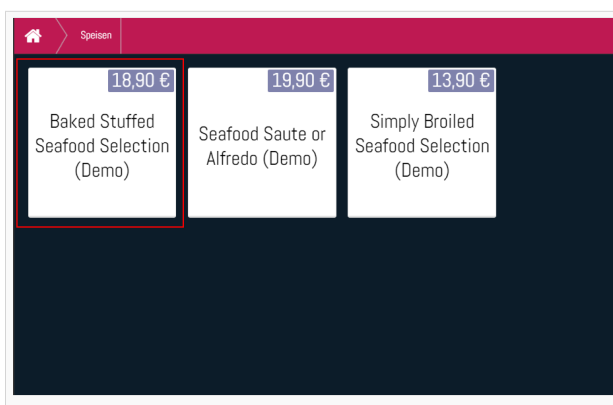 Speisen
18,90 €
Baked Stuffed
Seafood Selection
(Demo)
19,90 €
Seafood Saute or
Alfredo (Demo)
13,90 €
Simply Broiled
Seafood Selection
(Demo)